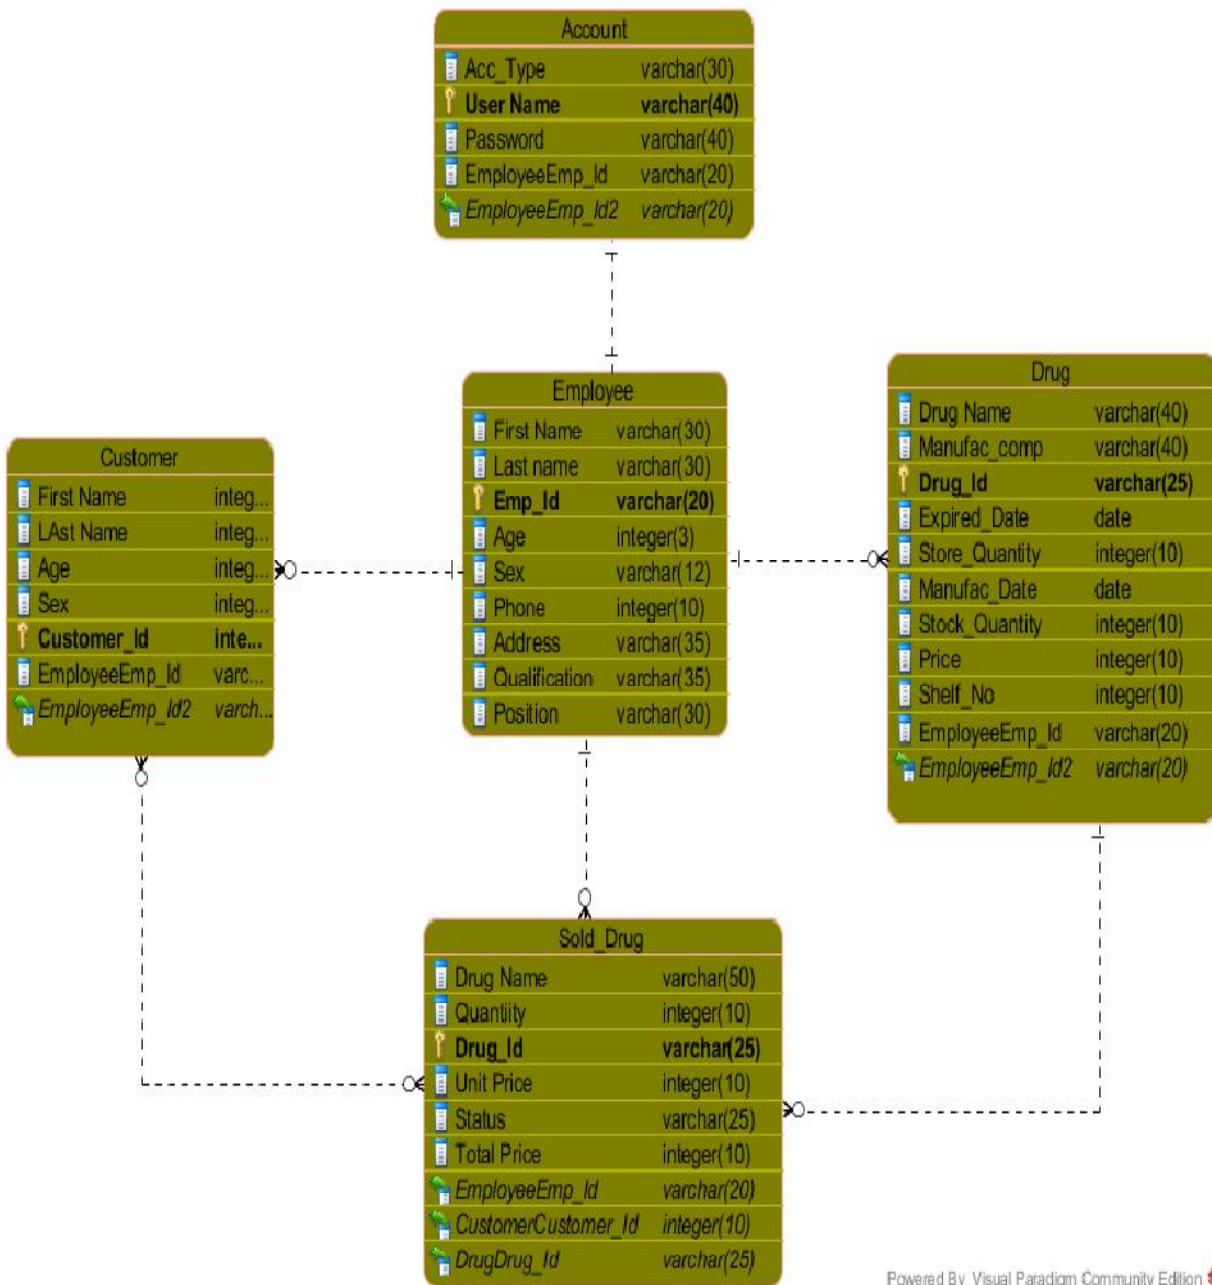 Account
Acc_Type varchar(30)
User Name varchar(40)
Password varchar(40)
EmployeeEmp_Id varchar(20)
EmployeeEmp_Id2 varchar(20)
Employee
First Name varchar(30)
Last name varchar(30)
Emp_Id varchar(20)
Age integer(3)
Sex varchar(12)
Phone integer(10)
Address varchar(35)
Qualification varchar(35)
Position varchar(30)
Drug
Drug Name varchar(40)
Manufac_comp varchar(40)
Drug_Id varchar(25)
Expired_Date date
Store_Quantity integer(10)
Manufac_Date date
Stock_Quantity integer(10)
Price integer(10)
Shelf_No integer(10)
EmployeeEmp_Id varchar(20)
EmployeeEmp_Id2 varchar(20)
Customer
First Name integ...
LAst Name integ...
Age integ...
Sex integ...
Customer_Id inte...
EmployeeEmp_Id varc...
EmployeeEmp_Id2 varch...
Sold_Drug
Drug Name varchar(50)
Quantiity integer(10)
Drug_Id varchar(25)
Unit Price integer(10)
Status varchar(25)
Total Price integer(10)
EmployeeEmp_Id varchar(20)
CustomerCustomer_Id integer(10)
DrugDrug_Id varchar(25)
Powered By Visual Paradigm Community Edition